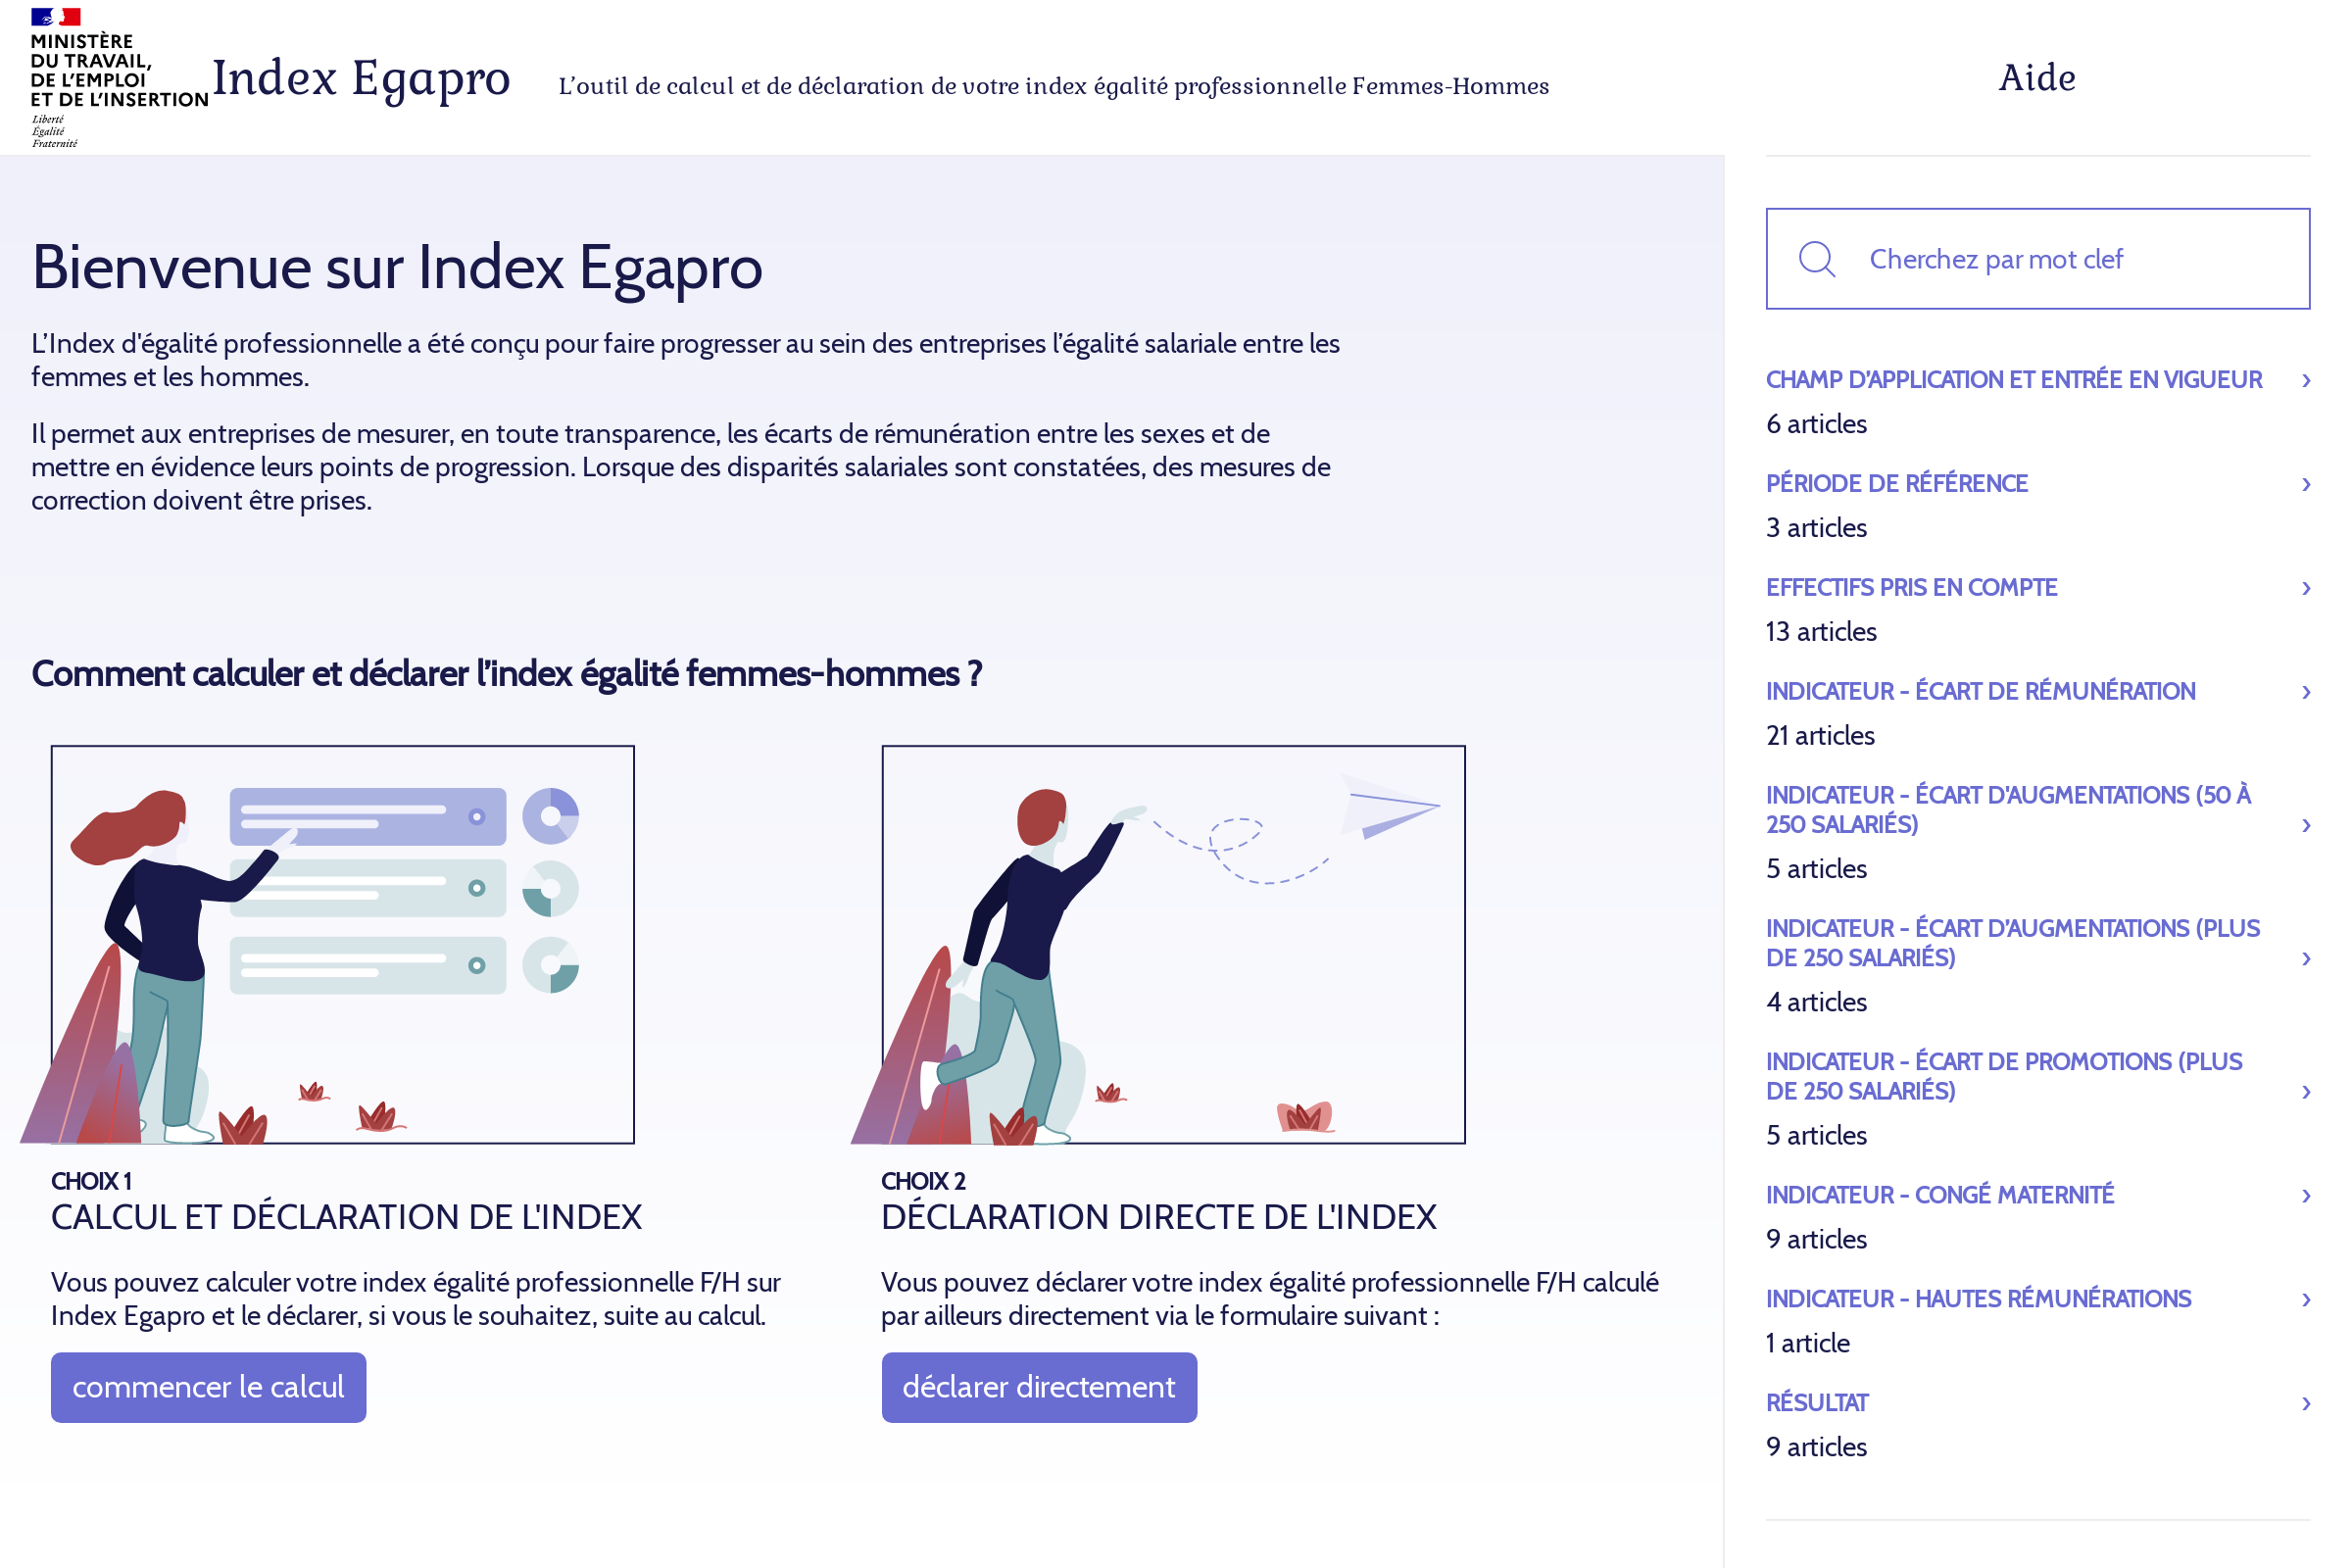 MINISTÈRE
DU TRAVAIL,
DE L'EMPLOI
ET DE L'INSERTION
Liberté
Égalité
Fraternité
Index Egapro
L'outil de calcul et de déclaration de votre index égalité professionnelle Femmes-Hommes
Bienvenue sur Index Egapro
L’Index d'égalité professionnelle a été conçu pour faire progresser au sein des entreprises l’égalité salariale entre les
femmes et les hommes.
Il permet aux entreprises de mesurer, en toute transparence, les écarts de rémunération entre les sexes et de
mettre en évidence leurs points de progression. Lorsque des disparités salariales sont constatées, des mesures de
correction doivent être prises.
Comment calculer et déclarer l’index égalité femmes-hommes ?
CHOIX 1
CALCUL ET DÉCLARATION DE L'INDEX
Vous pouvez calculer votre index égalité professionnelle F/H sur
Index Egapro et le déclarer, si vous le souhaitez, suite au calcul.
commencer le calcul
CHOIX 2
DÉCLARATION DIRECTE DE L'INDEX
Vous pouvez déclarer votre index égalité professionnelle F/H calculé
par ailleurs directement via le formulaire suivant :
déclarer directement
Aide
Cherchez par mot clef
CHAMP D’APPLICATION ET ENTRÉE EN VIGUEUR
6 articles
PÉRIODE DE RÉFÉRENCE
3 articles
EFFECTIFS PRIS EN COMPTE
13 articles
INDICATEUR - ÉCART DE RÉMUNÉRATION
21 articles
INDICATEUR - ÉCART D'AUGMENTATIONS (50 À
250 SALARIÉS)
5 articles
INDICATEUR - ÉCART D’AUGMENTATIONS (PLUS
DE 250 SALARIÉS)
4 articles
INDICATEUR - ÉCART DE PROMOTIONS (PLUS
DE 250 SALARIÉS)
5 articles
INDICATEUR - CONGÉ MATERNITÉ
9 articles
INDICATEUR - HAUTES RÉMUNÉRATIONS
1 article
RÉSULTAT
9 articles